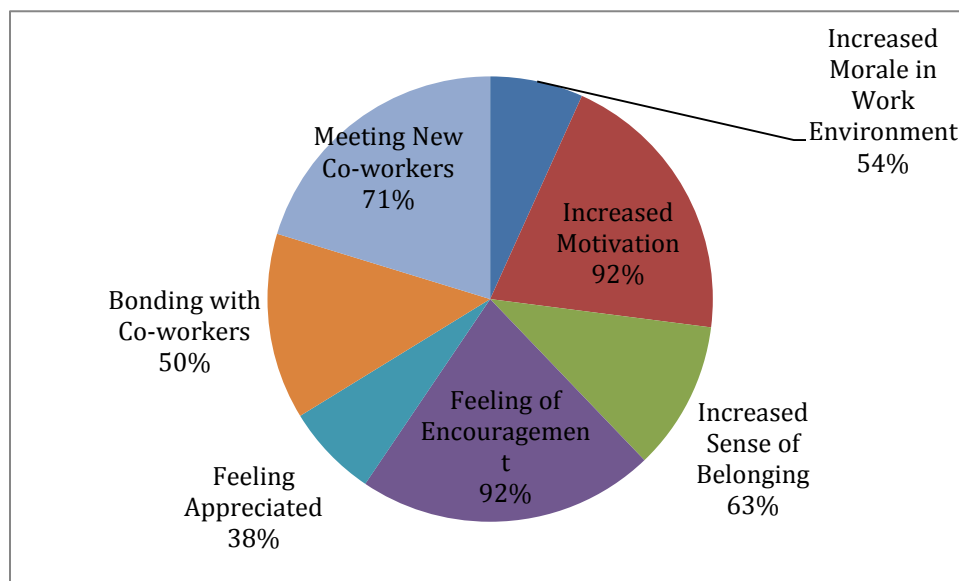 Increased
Morale in
Work
Environment
54%
Increased
Motivation
92%
Increased
Sense of
Belonging
63%
Feeling of
Encouragemen
t
92%
Feeling
Appreciated
38%
Bonding with
Co-workers
50%
Meeting New
Co-workers
71%